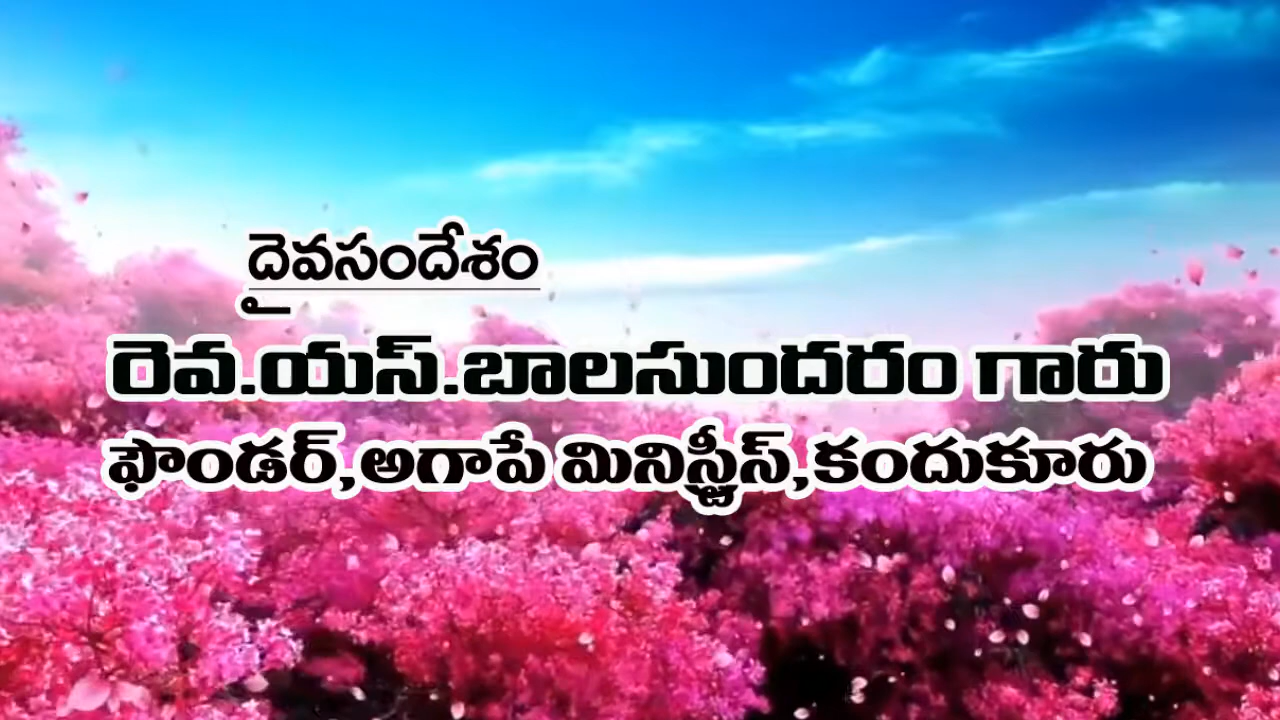 దైవసందేశం
రెవ.యస్.బాలసుందరం గారు
ఫౌండర్,అగాపే మినిస్ట్రీస్,కందుకూరు